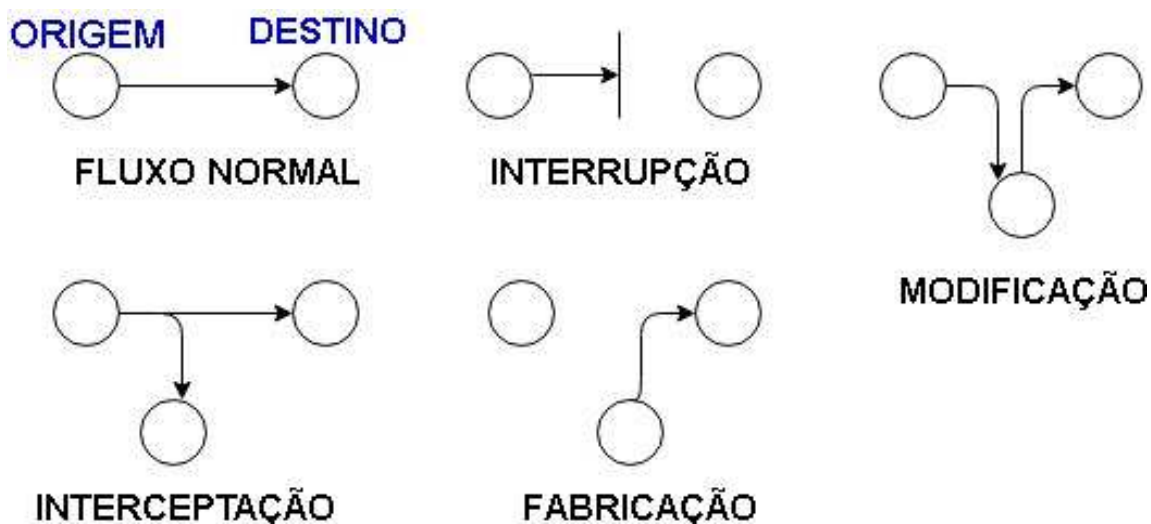 ORIGEM
DESTINO
FLUXO NORMAL
INTERRUPÇÃO
MODIFICAÇÃO
INTERCEPTAÇÃO
FABRICAÇÃO